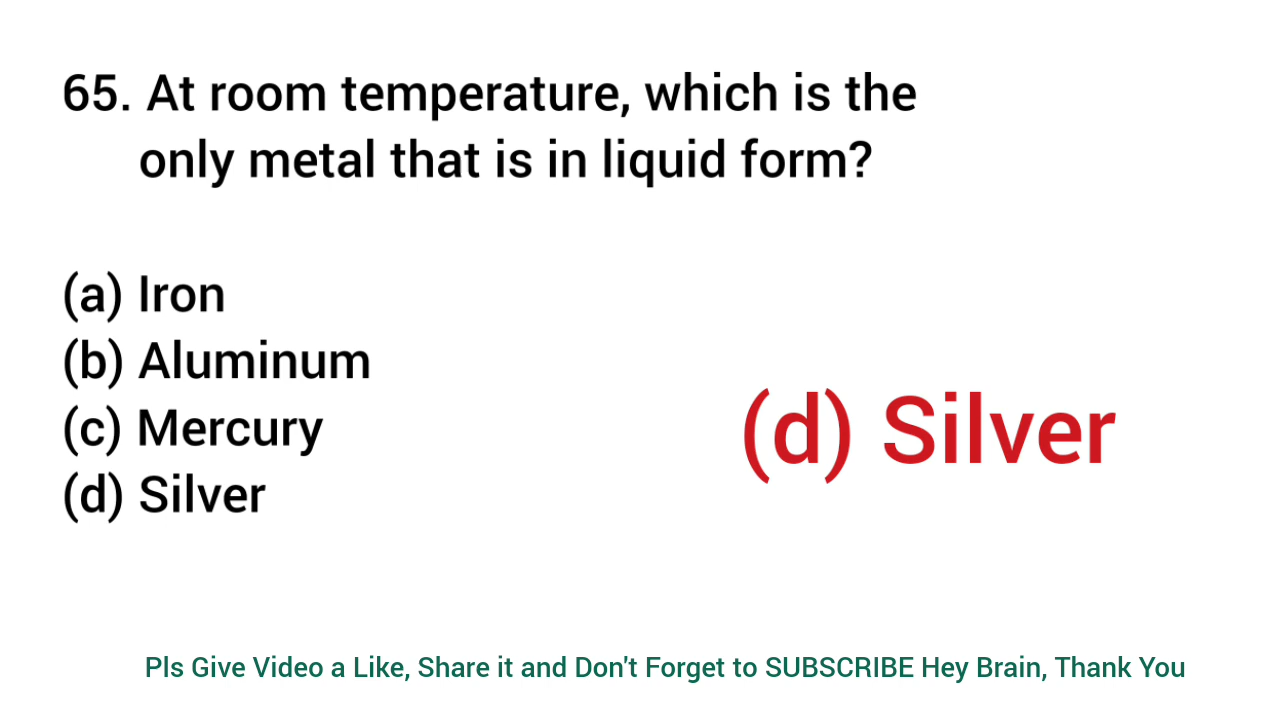 65. At room temperature, which is the
only metal that is in liquid form?
(a) Iron
(b) Aluminum
(c) Mercury
(d) Silver
(d) Silver
Pls Give Video a Like, Share it and Don't Forget to SUBSCRIBE Hey Brain, Thank You